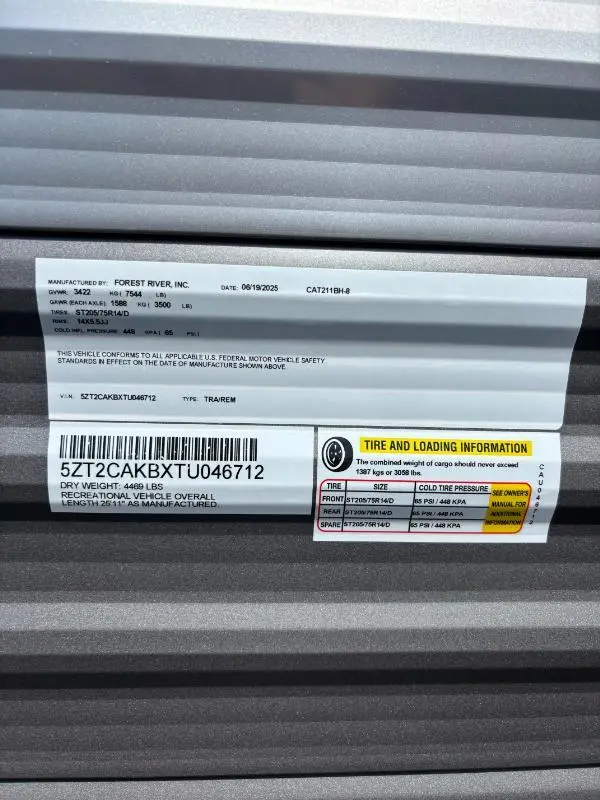 MANUFACTURED BY: FOREST RIVER, INC. DATE: 06/19/2025 CAT211BH-8
GVWR: 3422 KG ( 7544 LB)
GAWR (EACH AXLE): 1588 KG ( 3500 LB)
TIRES: ST205/75R14/D
RIMS: 14X5.5JJ
COLD INFL. PRESSURE: 448 KPA ( 65 PSI)
THIS VEHICLE CONFORMS TO ALL APPLICABLE U.S. FEDERAL MOTOR VEHICLE SAFETY
STANDARDS IN EFFECT ON THE DATE OF MANUFACTURE SHOWN ABOVE.
V.I.N.: 5ZT2CAKBXTU046712 TYPE: TRA/REM
5ZT2CAKBXTU046712
DRY WEIGHT: 4469 LBS
RECREATIONAL VEHICLE OVERALL
LENGTH 25'11" AS MANUFACTURED.
TIRE AND LOADING INFORMATION
The combined weight of cargo should never exceed
1387 kgs or 3058 lbs.
TIRE SIZE COLD TIRE PRESSURE
FRONT ST205/75R14/D 65 PSI / 448 KPA
REAR ST205/75R14/D 65 PSI / 448 KPA
SPARE ST205/75R14/D 65 PSI / 448 KPA
SEE OWNER'S
MANUAL FOR
ADDITIONAL
INFORMATION
CAU046712